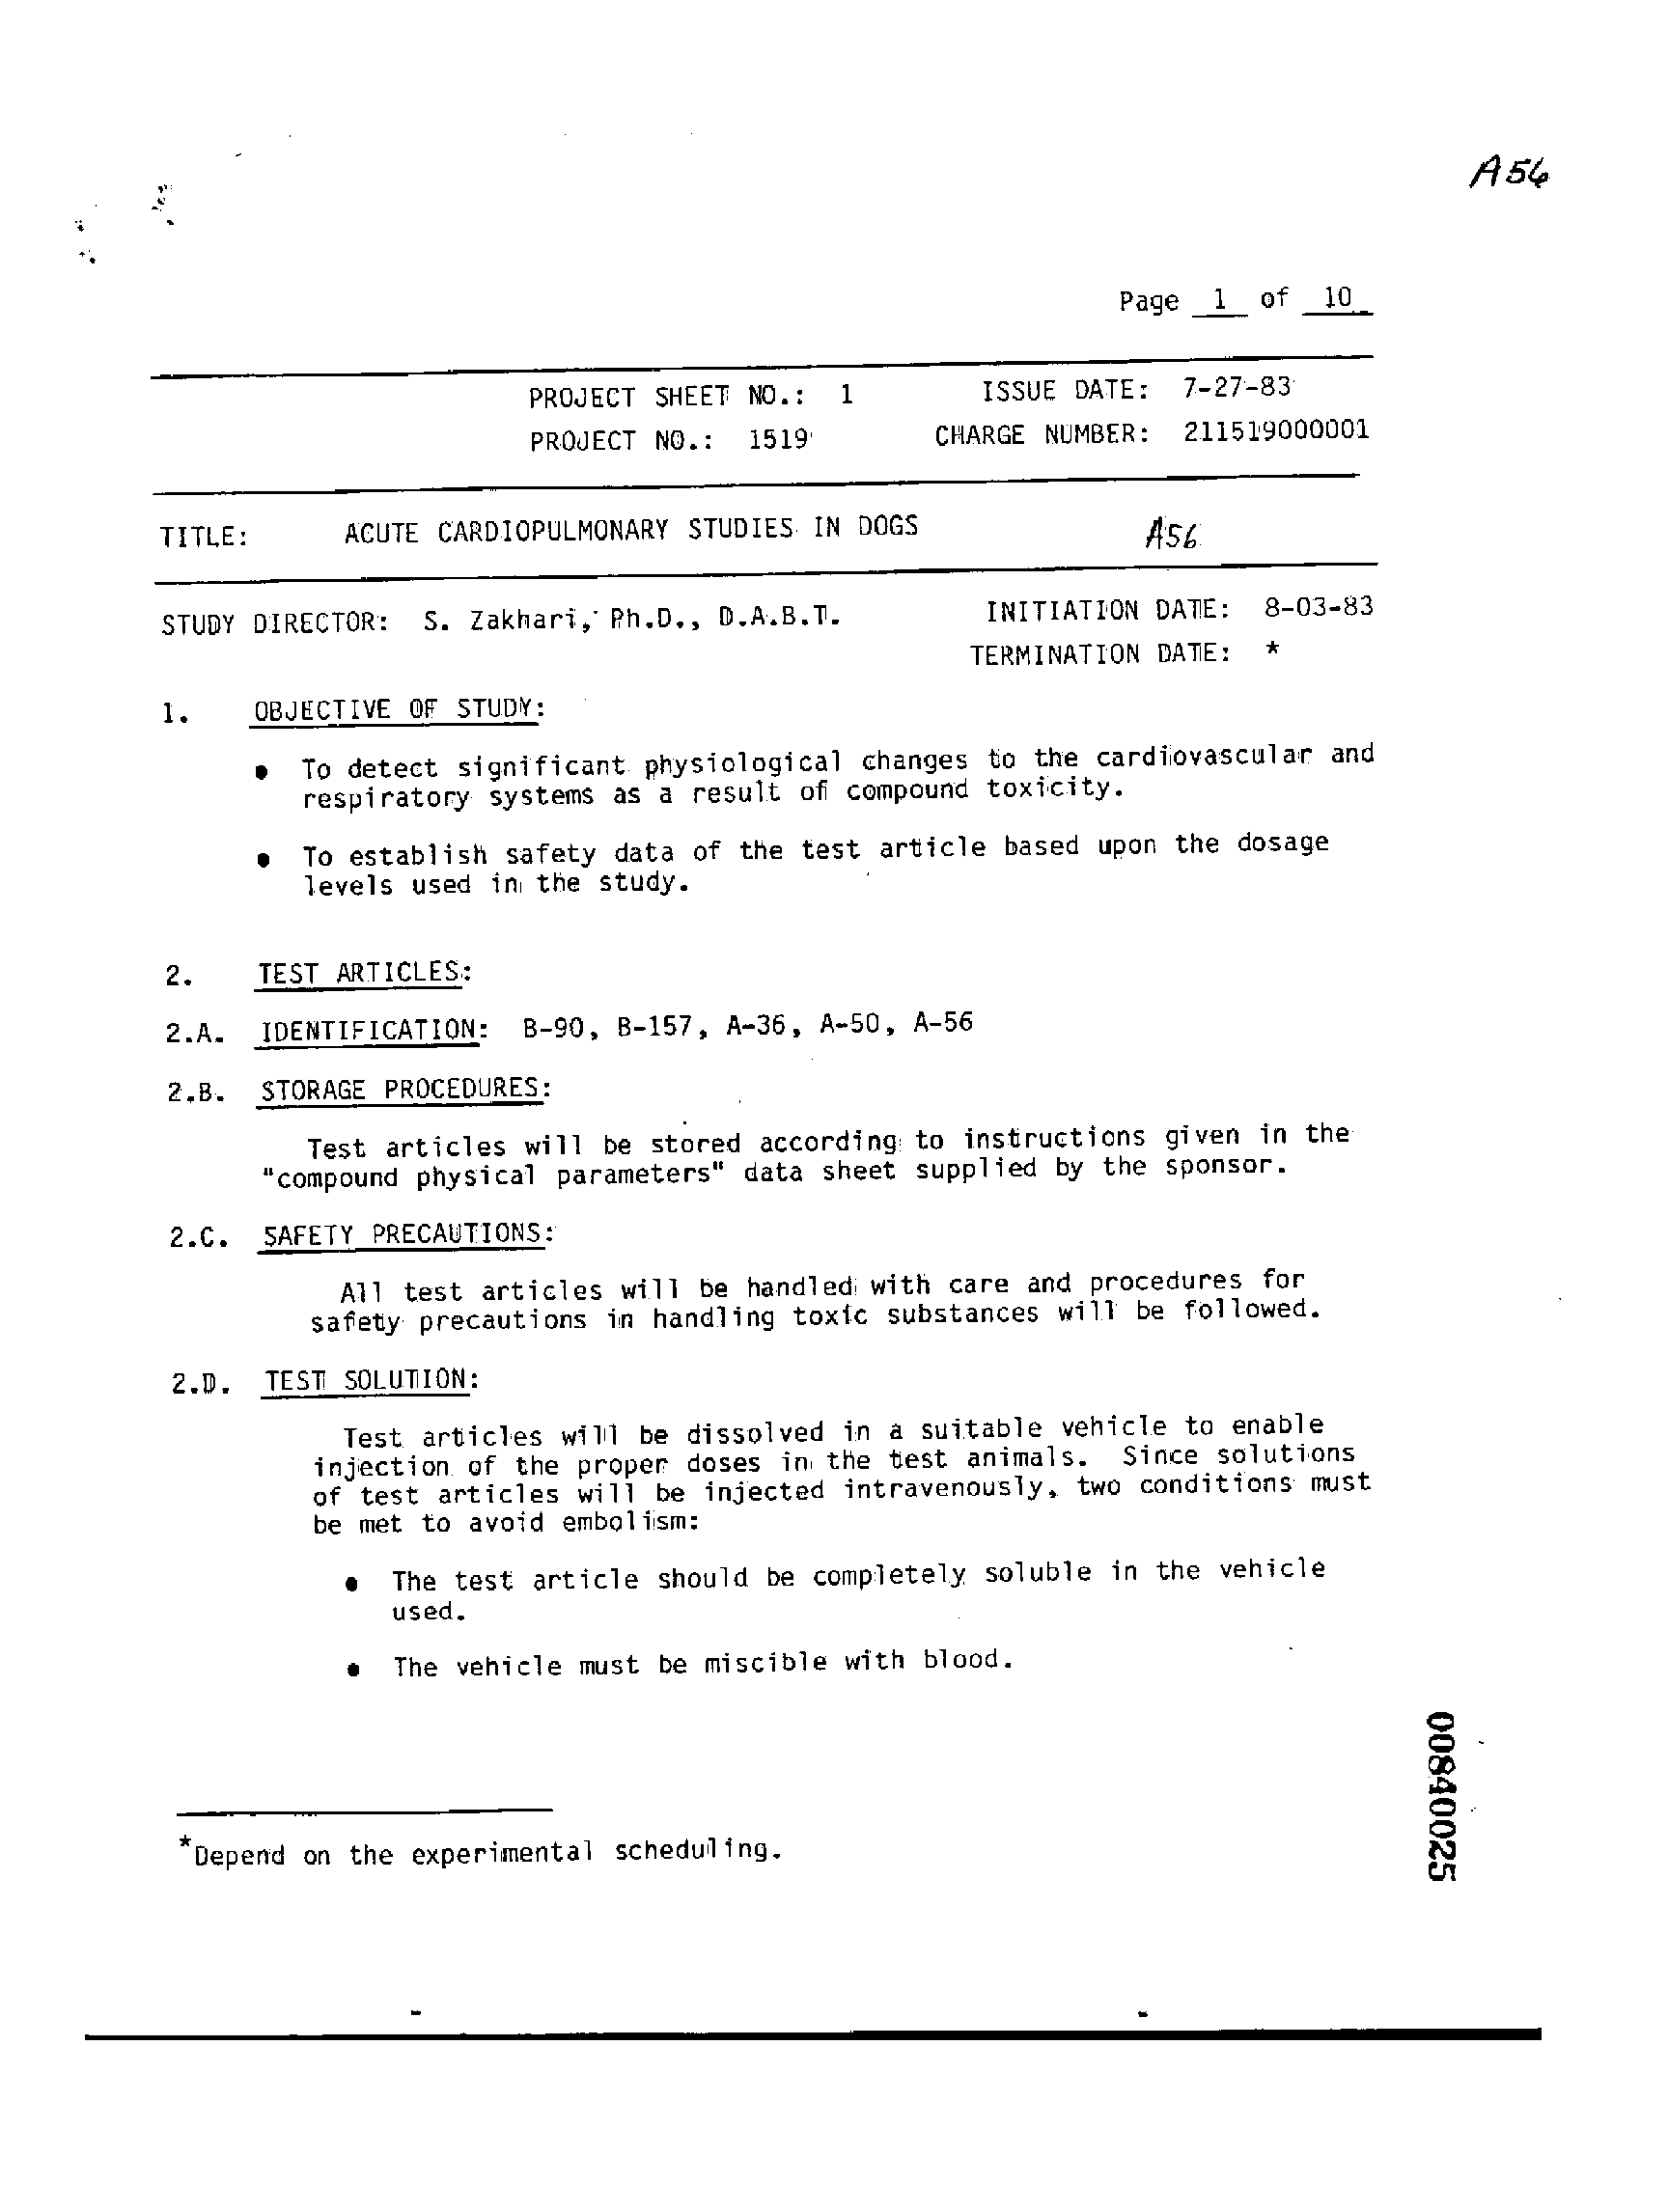 A56
Page 1 of 10
PROJECT SHEET NO.: 1 ISSUE DATE: 7-27-83
PROJECT NO.: 1519 CHARGE NUMBER: 211519000001
TITLE: ACUTE CARDIOPULMONARY STUDIES IN DOGS A56
STUDY DIRECTOR: S. Zakhari, Ph.D., D.A.B.T. INITIATION DATE: 8-03-83
TERMINATION DATE: *
1. OBJECTIVE OF STUDY:
• To detect significant physiological changes to the cardiovascular and
respiratory systems as a result of compound toxicity.
• To establish safety data of the test article based upon the dosage
levels used in the study.
2. TEST ARTICLES:
2.A. IDENTIFICATION: B-90, B-157, A-36, A-50, A-56
2.B. STORAGE PROCEDURES:
Test articles will be stored according to instructions given in the
"compound physical parameters" data sheet supplied by the sponsor.
2.C. SAFETY PRECAUTIONS:
All test articles will be handled with care and procedures for
safety precautions in handling toxic substances will be followed.
2.D. TEST SOLUTION:
Test articles will be dissolved in a suitable vehicle to enable
injection of the proper doses in the test animals. Since solutions
of test articles will be injected intravenously, two conditions must
be met to avoid embolism:
• The test article should be completely soluble in the vehicle
used.
• The vehicle must be miscible with blood.
00840025
*Depend on the experimental scheduling.